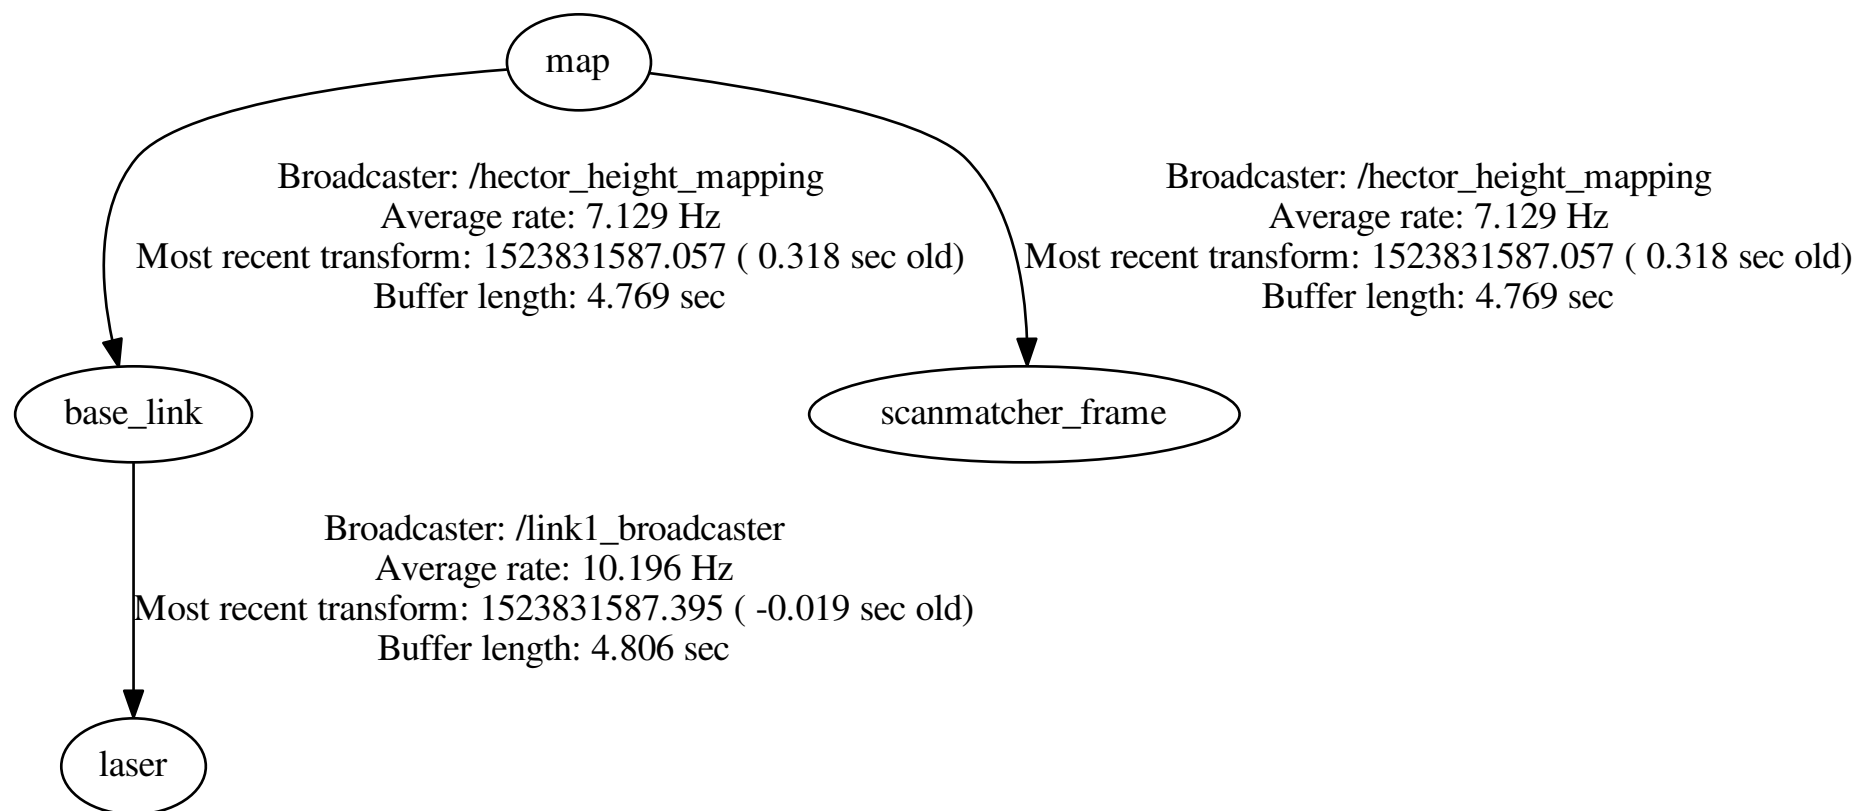 map
Broadcaster: /hector_height_mapping
Average rate: 7.129 Hz
Most recent transform: 1523831587.057 ( 0.318 sec old)
Buffer length: 4.769 sec
Broadcaster: /hector_height_mapping
Average rate: 7.129 Hz
Most recent transform: 1523831587.057 ( 0.318 sec old)
Buffer length: 4.769 sec
base_link
scanmatcher_frame
Broadcaster: /link1_broadcaster
Average rate: 10.196 Hz
Most recent transform: 1523831587.395 ( -0.019 sec old)
Buffer length: 4.806 sec
laser